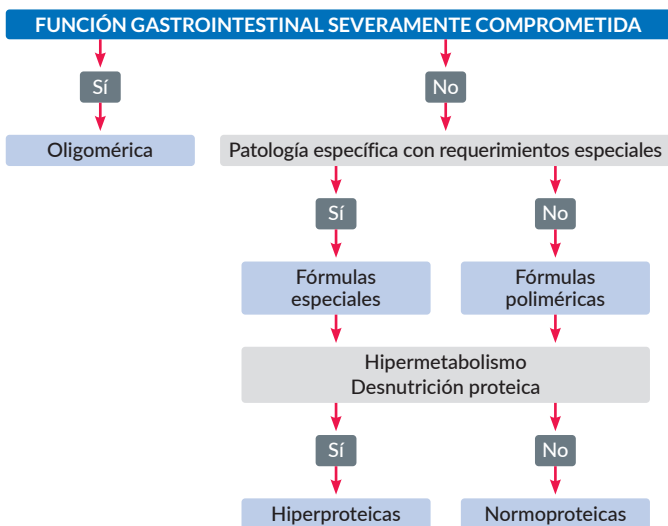 FUNCIÓN GASTROINTESTINAL SEVERAMENTE COMPROMETIDA
Sí
No
Oligomérica
Patología específica con requerimientos especiales
Sí
No
Fórmulas
especiales
Fórmulas
poliméricas
Hipermetabolismo
Desnutrición proteica
Sí
No
Hiperproteicas
Normoproteicas